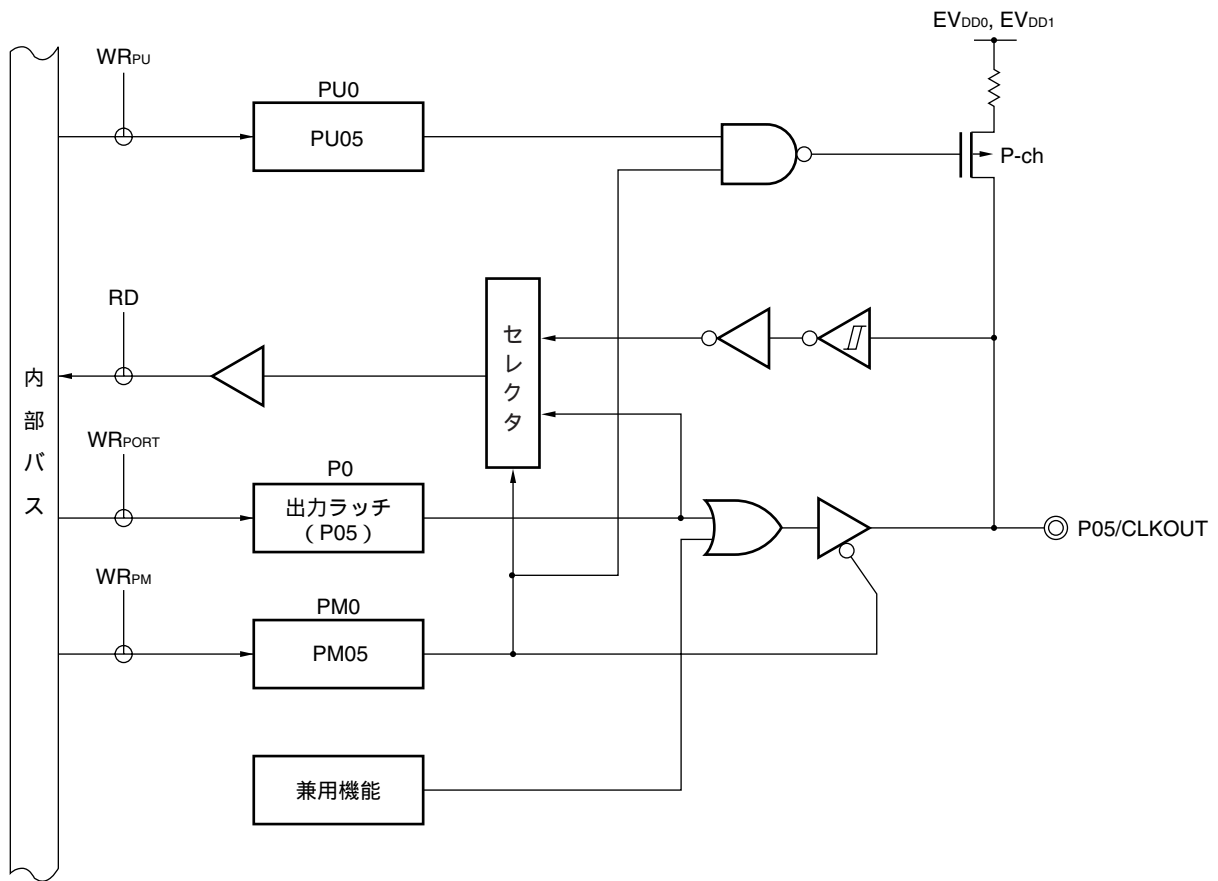 EVDD0, EVDD1
WRPU
PU0
PU05
P-ch
RD
セレクタ
内部バス
WRPORT
P0
出力ラッチ
（P05）
P05/CLKOUT
WRPM
PM0
PM05
兼用機能